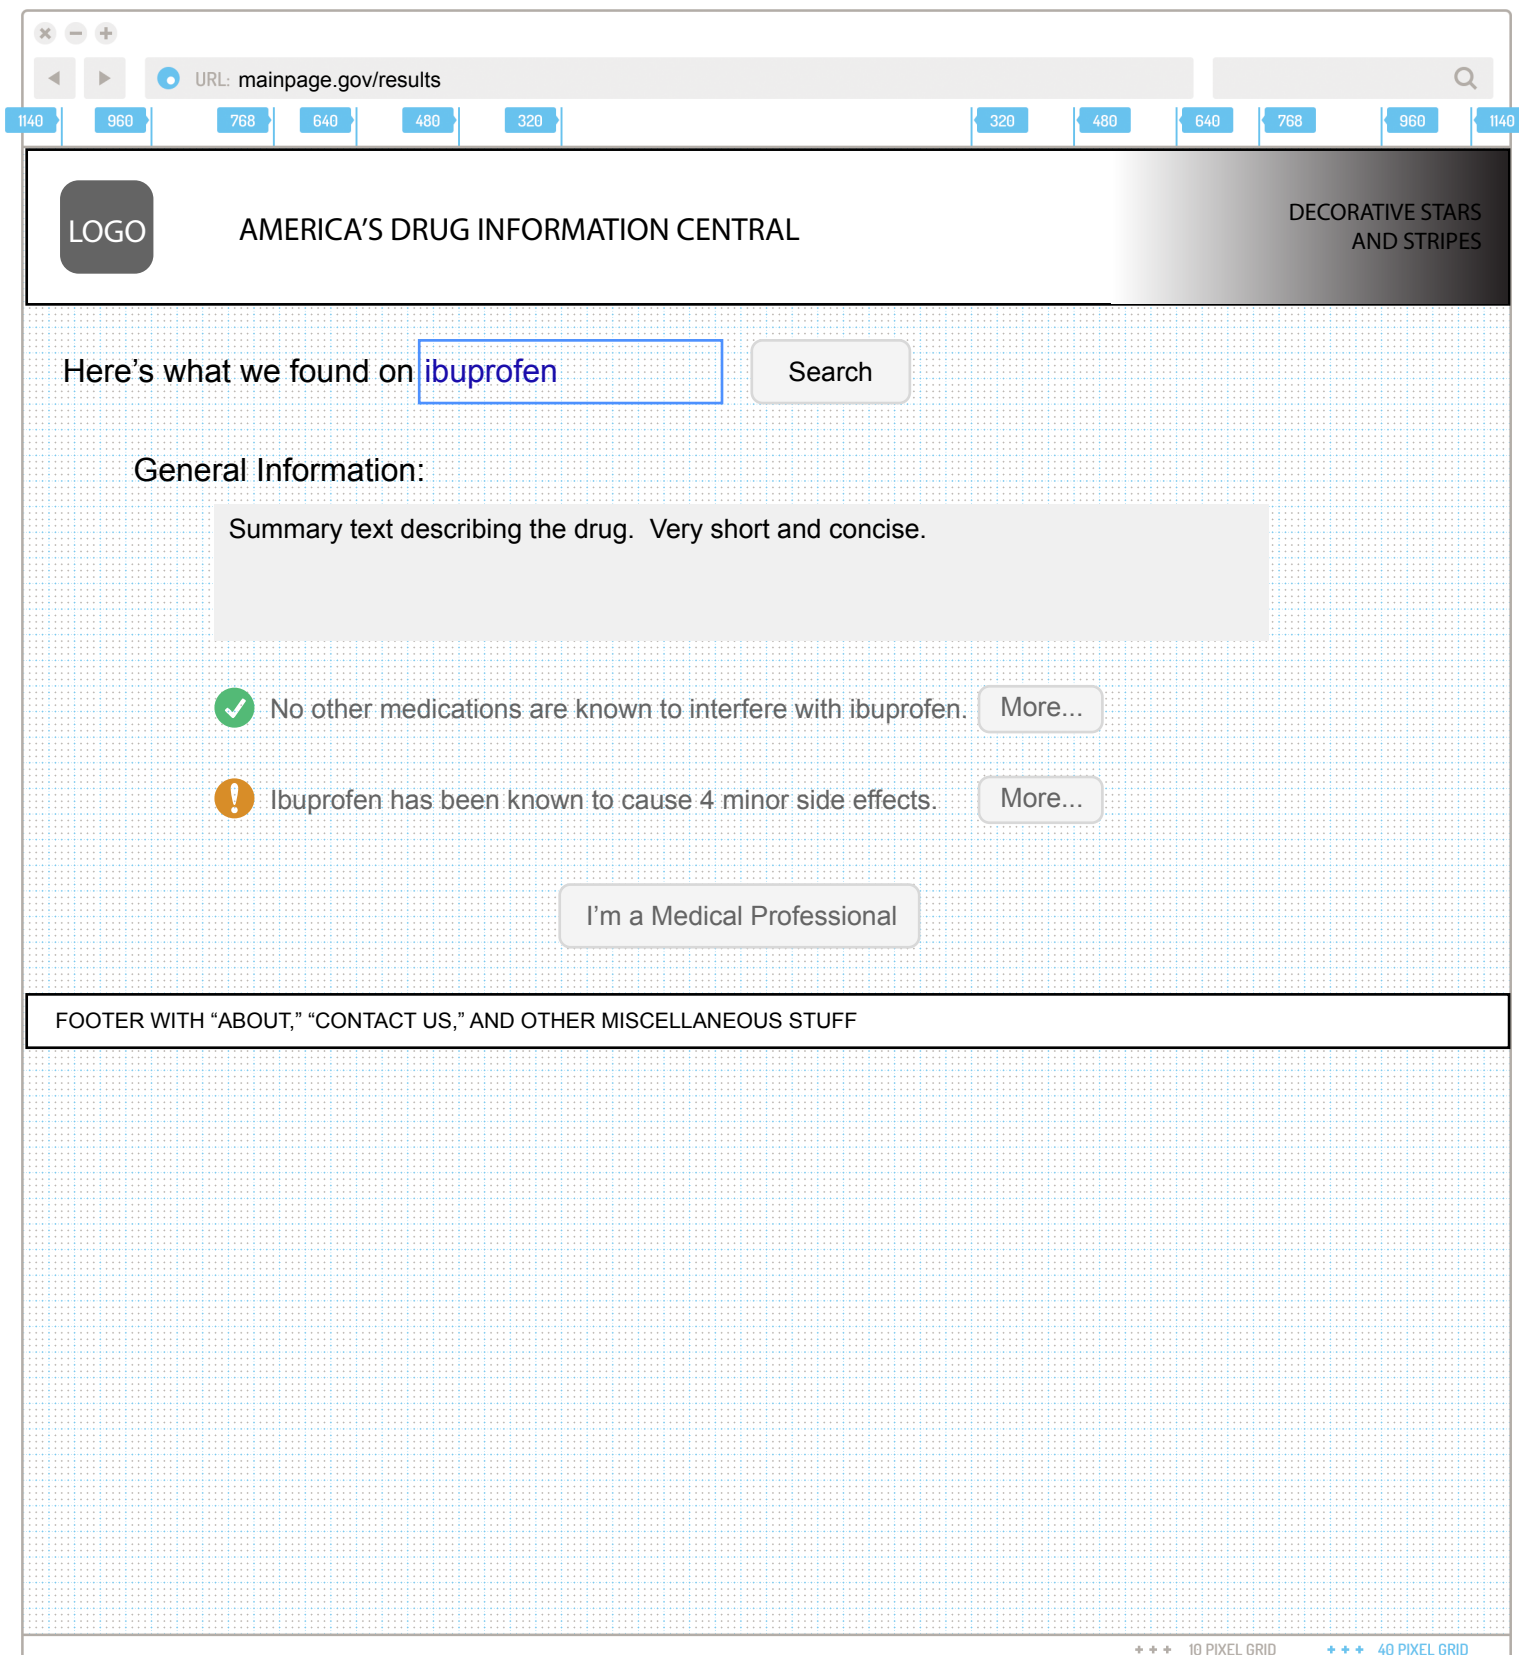 URL: mainpage.gov/results
1140 960 768 640 480 320 320 480 640 768 960 1140
LOGO
AMERICA’S DRUG INFORMATION CENTRAL
DECORATIVE STARS
AND STRIPES
Here’s what we found on ibuprofen
Search
General Information:
Summary text describing the drug.  Very short and concise.
No other medications are known to interfere with ibuprofen.
More...
Ibuprofen has been known to cause 4 minor side effects.
More...
I’m a Medical Professional
FOOTER WITH “ABOUT,” “CONTACT US,” AND OTHER MISCELLANEOUS STUFF
+++ 10 PIXEL GRID
+++ 40 PIXEL GRID